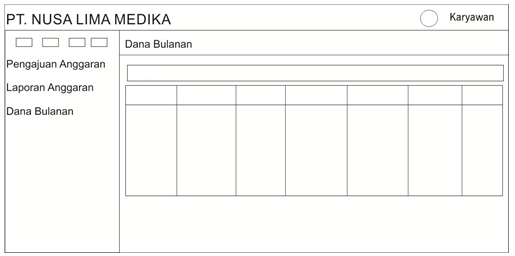 PT. NUSA LIMA MEDIKA
Karyawan
Dana Bulanan
Pengajuan Anggaran
Laporan Anggaran
Dana Bulanan